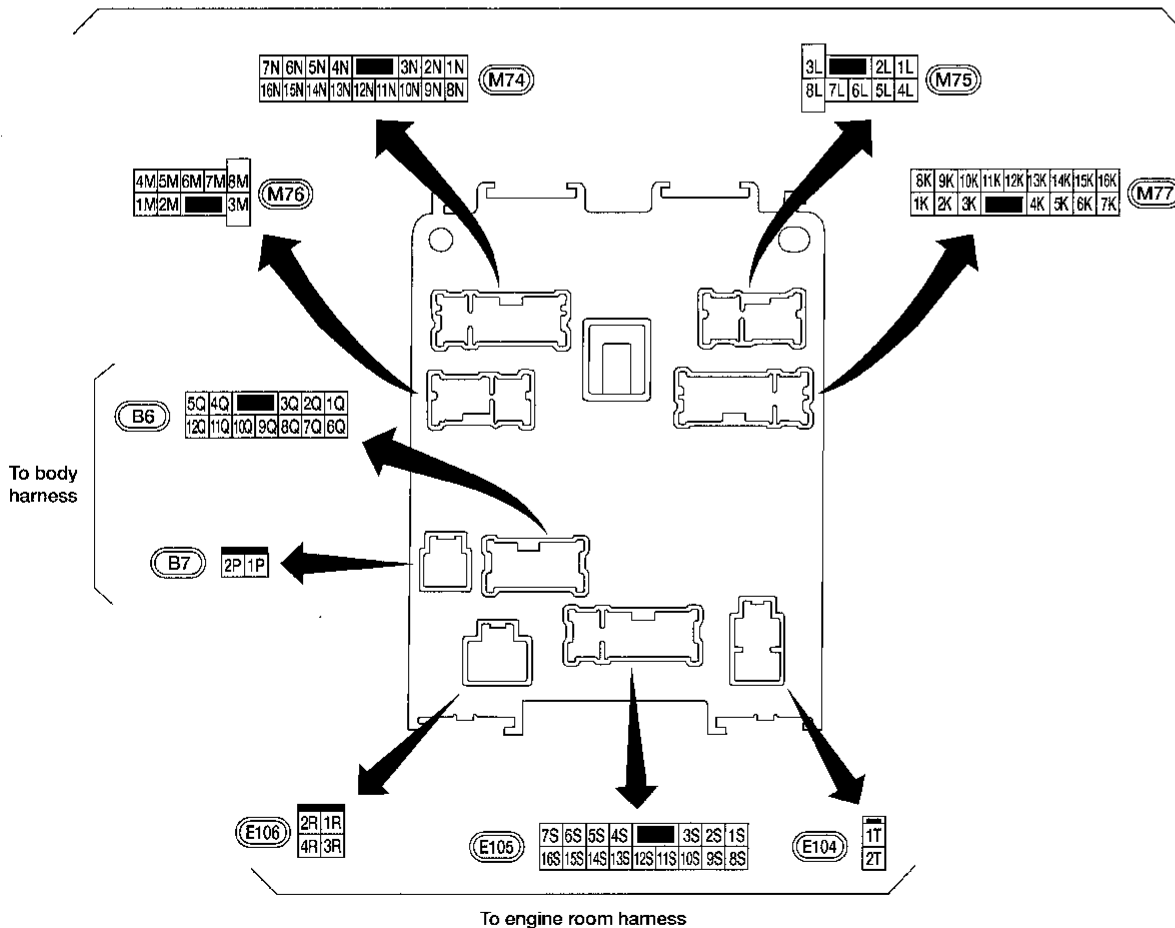 7N 6N 5N 4N 3N 2N 1N
16N 15N 14N 13N 12N 11N 10N 9N 8N
M74
3L 2L 1L
8L 7L 6L 5L 4L
M75
4M 5M 6M 7M 8M
1M 2M 3M
M76
8K 9K 10K 11K 12K 13K 14K 15K 16K
1K 2K 3K 4K 5K 6K 7K
M77
To body
harness
B6
5Q 4Q 3Q 2Q 1Q
12Q 11Q 10Q 9Q 8Q 7Q 6Q
B7
2P 1P
E106
2R 1R
4R 3R
E105
7S 6S 5S 4S 3S 2S 1S
16S 15S 14S 13S 12S 11S 10S 9S 8S
E104
1T
2T
To engine room harness